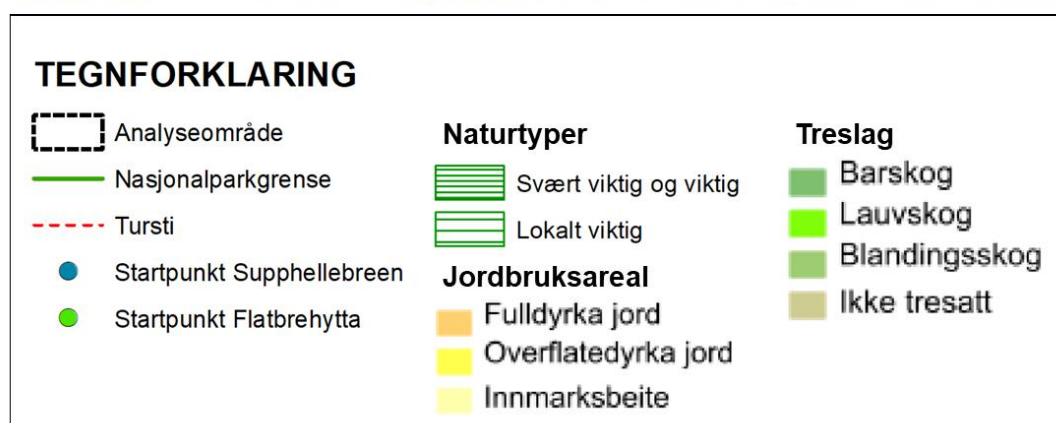 TEGNFORKLARING
Analyseområde
Nasjonalparkgrense
Tursti
Startpunkt Supphellebreen
Startpunkt Flatbrehytta
Naturtyper
Svært viktig og viktig
Lokalt viktig
Jordbruksareal
Fulldyrka jord
Overflatedyrka jord
Innmarksbeite
Treslag
Barskog
Lauvskog
Blandingsskog
Ikke tresatt